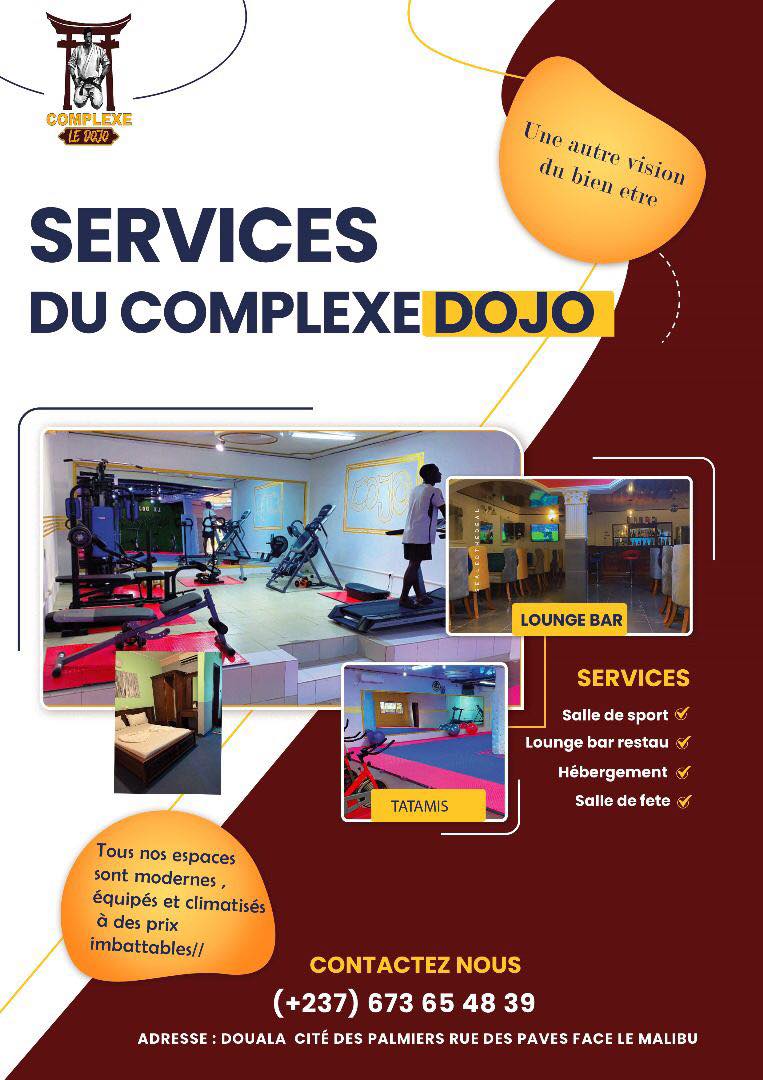 COMPLEXE
LE DOJO
Une autre vision
du bien etre
SERVICES
DU COMPLEXE DOJO
DOJO
LOUNGE BAR
TATAMIS
SERVICES
Salle de sport
Lounge bar restau
Hébergement
Salle de fete
Tous nos espaces
sont modernes ,
équipés et climatisés
à des prix
imbattables//
CONTACTEZ NOUS
(+237) 673 65 48 39
ADRESSE : DOUALA CITÉ DES PALMIERS RUE DES PAVES FACE LE MALIBU